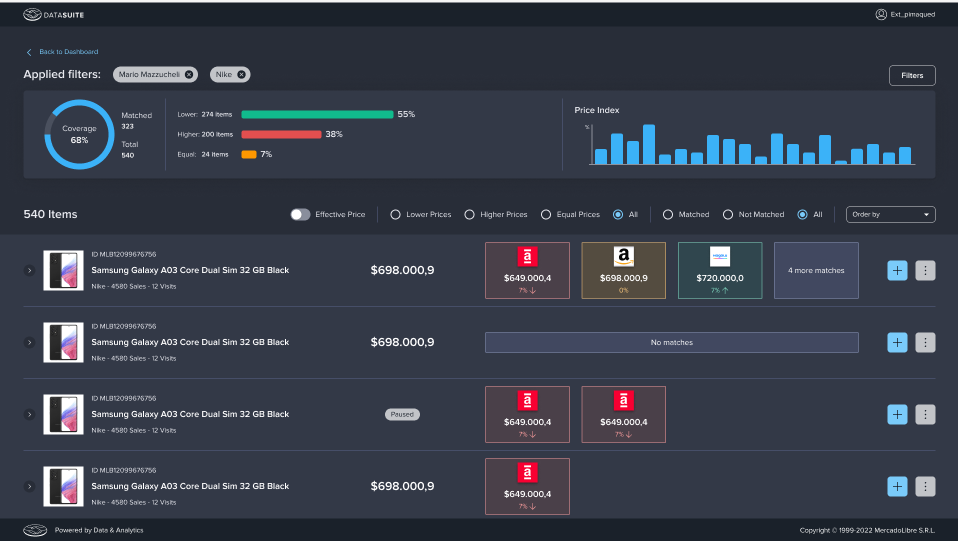 DATASUITE
Ext_pimaqued
Back to Dashboard
Applied filters:
Mario Mazzucheli
Nike
Filters
Coverage
68%
Matched
323
Total
540
Lower: 274 items
55%
Higher: 200 items
38%
Equal: 24 items
7%
Price Index
%
540 Items
Effective Price
Lower Prices
Higher Prices
Equal Prices
All
Matched
Not Matched
All
Order by
ID MLB12099676756
Samsung Galaxy A03 Core Dual Sim 32 GB Black
Nike - 4580 Sales - 12 Visits
$698.000,9
$649.000,4
7% ↓
a
$698.000,9
0%
$720.000,0
7% ↑
4 more matches
ID MLB12099676756
Samsung Galaxy A03 Core Dual Sim 32 GB Black
Nike - 4580 Sales - 12 Visits
$698.000,9
No matches
ID MLB12099676756
Samsung Galaxy A03 Core Dual Sim 32 GB Black
Nike - 4580 Sales - 12 Visits
Paused
$649.000,4
7% ↓
$649.000,4
7% ↓
ID MLB12099676756
Samsung Galaxy A03 Core Dual Sim 32 GB Black
Nike - 4580 Sales - 12 Visits
$698.000,9
$649.000,4
7% ↓
Powered by Data & Analytics
Copyright © 1999-2022 MercadoLibre S.R.L.